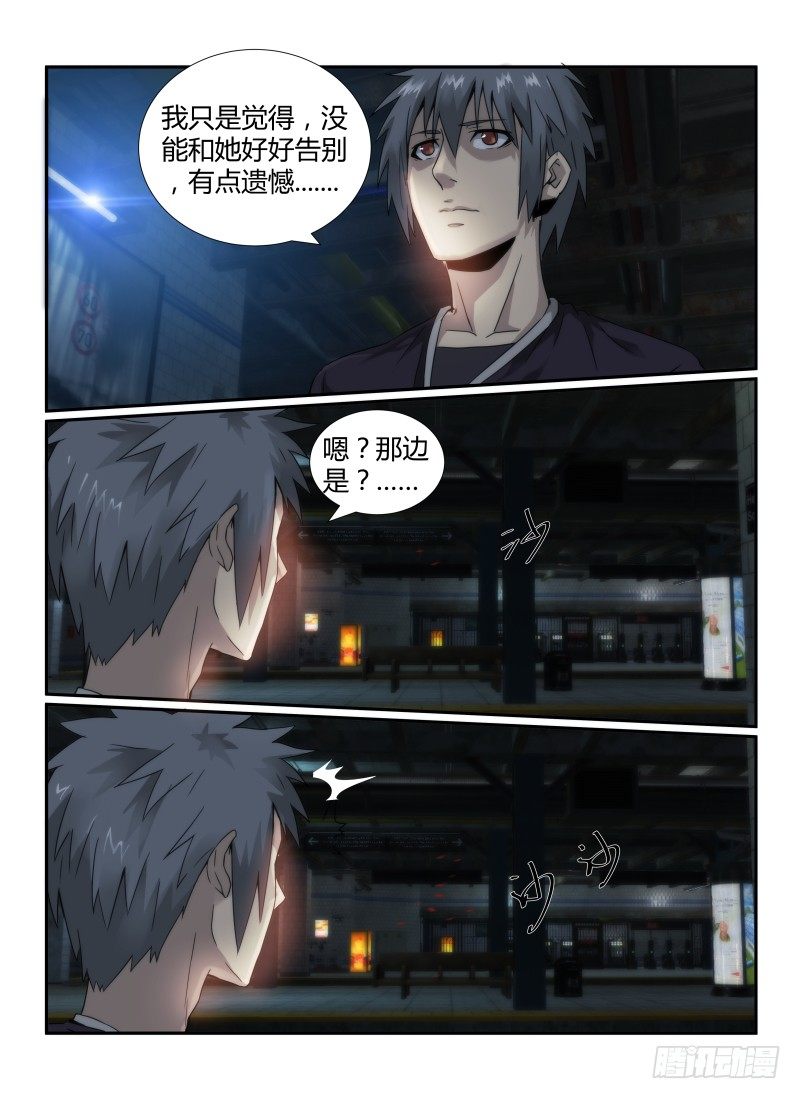 我只是觉得，没
能和她好好告别
，有点遗憾.......
嗯？那边
是？……
沙
沙
沙
70
腾讯动漫